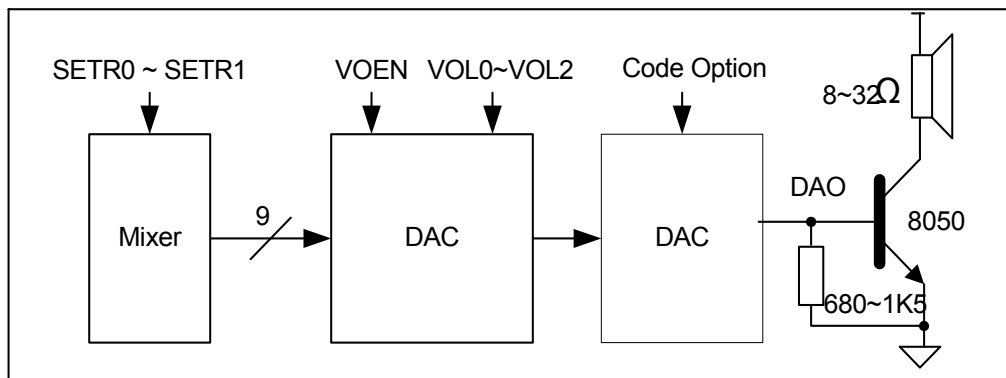 SETR0 ~ SETR1
VOEN
VOL0~VOL2
Code Option
8~32Ω
DAO
9
Mixer
DAC
DAC
8050
680~1K5